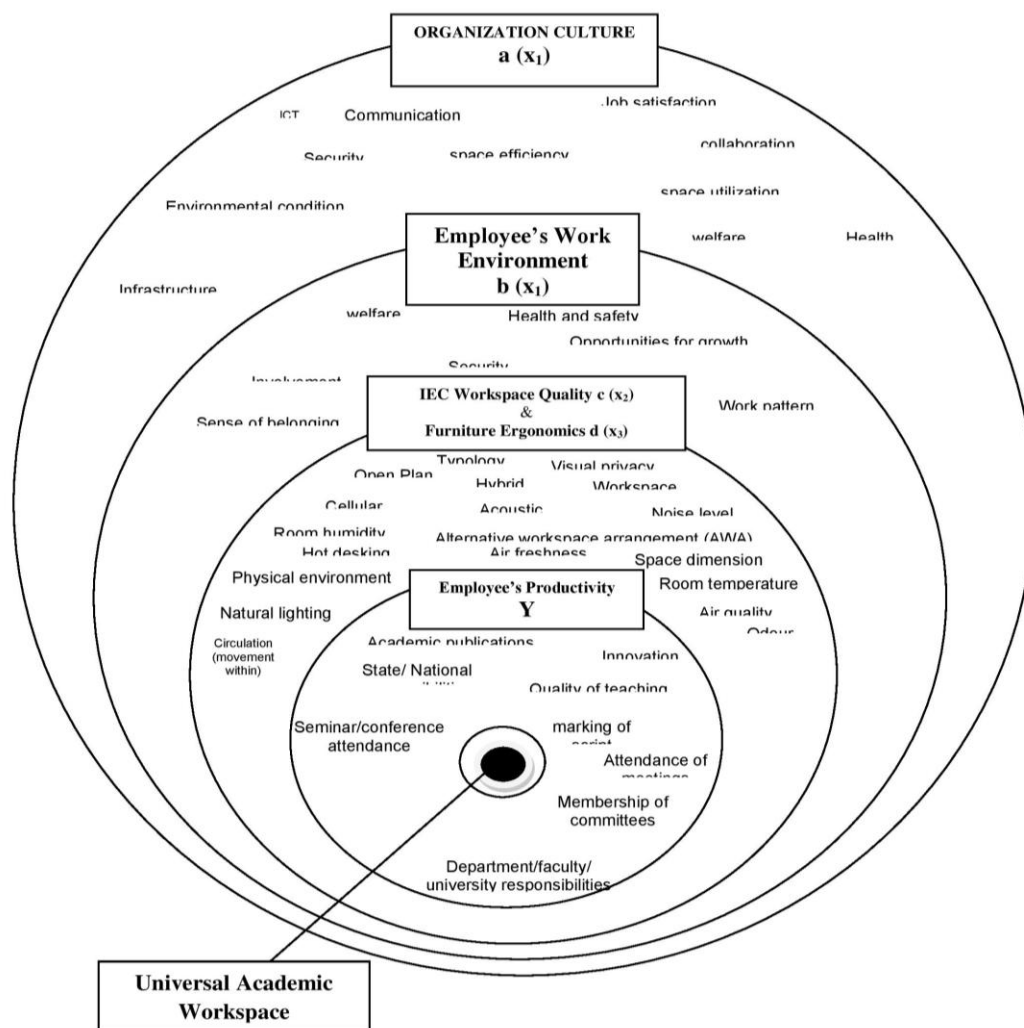 ORGANIZATION CULTURE
a (x₁)
Job satisfaction
ICT
Communication
collaboration
Security
space efficiency
space utilization
Environmental condition
Employee's Work
Environment
b (x₁)
welfare
Health
Infrastructure
welfare
Health and safety
Opportunities for growth
Security
Involvement
IEC Workspace Quality c (x₂)
&
Furniture Ergonomics d (x₃)
Work pattern
Sense of belonging
Typology
Visual privacy
Open Plan
Hybrid
Workspace
Cellular
Acoustic
Noise level
Room humidity
Alternative workspace arrangement (AWA)
Hot desking
Air freshness
Space dimension
Physical environment
Employee's Productivity
Y
Room temperature
Natural lighting
Air quality
Odour
Circulation
(movement
within)
Academic publications
Innovation
State/ National
Quality of teaching
Seminar/conference
attendance
marking of
script
Attendance of
meetings
Membership of
committees
Department/faculty/
university responsibilities
Universal Academic
Workspace